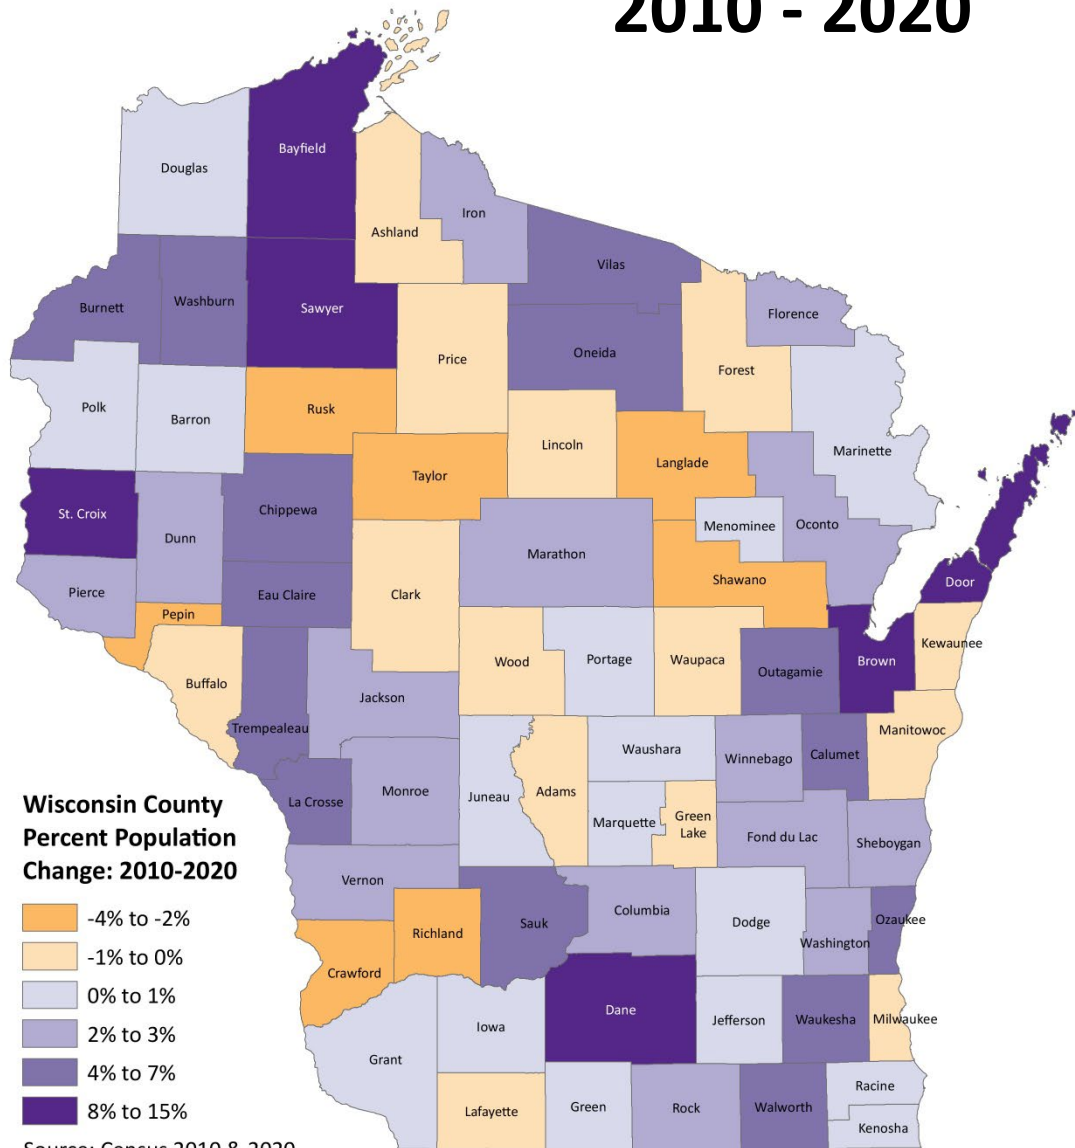 2010 - 2020
Bayfield
Douglas
Iron
Ashland
Vilas
Burnett
Washburn
Sawyer
Florence
Oneida
Price
Forest
Polk
Barron
Rusk
Lincoln
Marinette
Langlade
Taylor
St. Croix
Chippewa
Menominee
Oconto
Dunn
Marathon
Shawano
Door
Pierce
Eau Claire
Clark
Pepin
Kewaunee
Wood
Portage
Waupaca
Brown
Outagamie
Buffalo
Jackson
Trempealeau
Manitowoc
Waushara
Winnebago
Calumet
La Crosse
Monroe
Juneau
Adams
Marquette
Green
Lake
Fond du Lac
Sheboygan
Wisconsin County
Percent Population
Change: 2010-2020
Vernon
Columbia
Dodge
Ozaukee
Sauk
Richland
Washington
-4% to -2%
-1% to 0%
Crawford
0% to 1%
Dane
Jefferson
Waukesha
Milwaukee
Iowa
2% to 3%
Grant
4% to 7%
Racine
8% to 15%
Lafayette
Green
Rock
Walworth
Kenosha
Source: Census 2010 & 2020